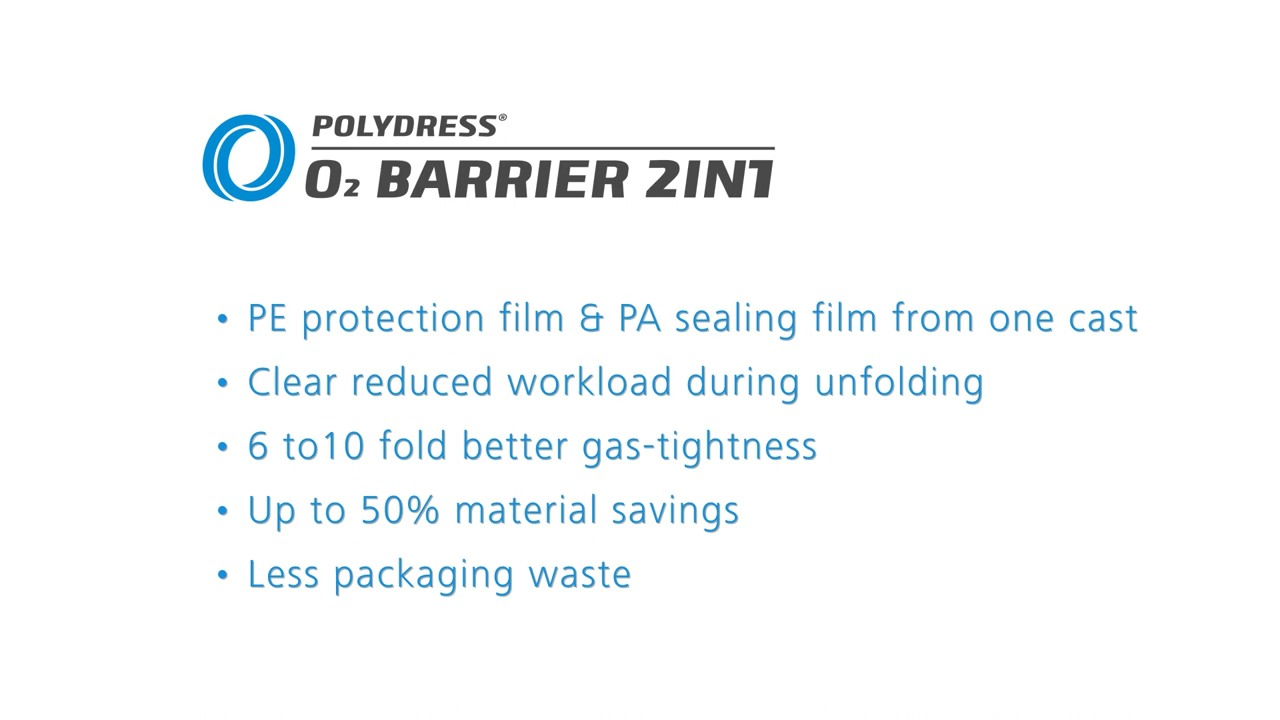 POLYDRESS®
O₂ BARRIER 2IN1
• PE protection film & PA sealing film from one cast
• Clear reduced workload during unfolding
• 6 to10 fold better gas-tightness
• Up to 50% material savings
• Less packaging waste